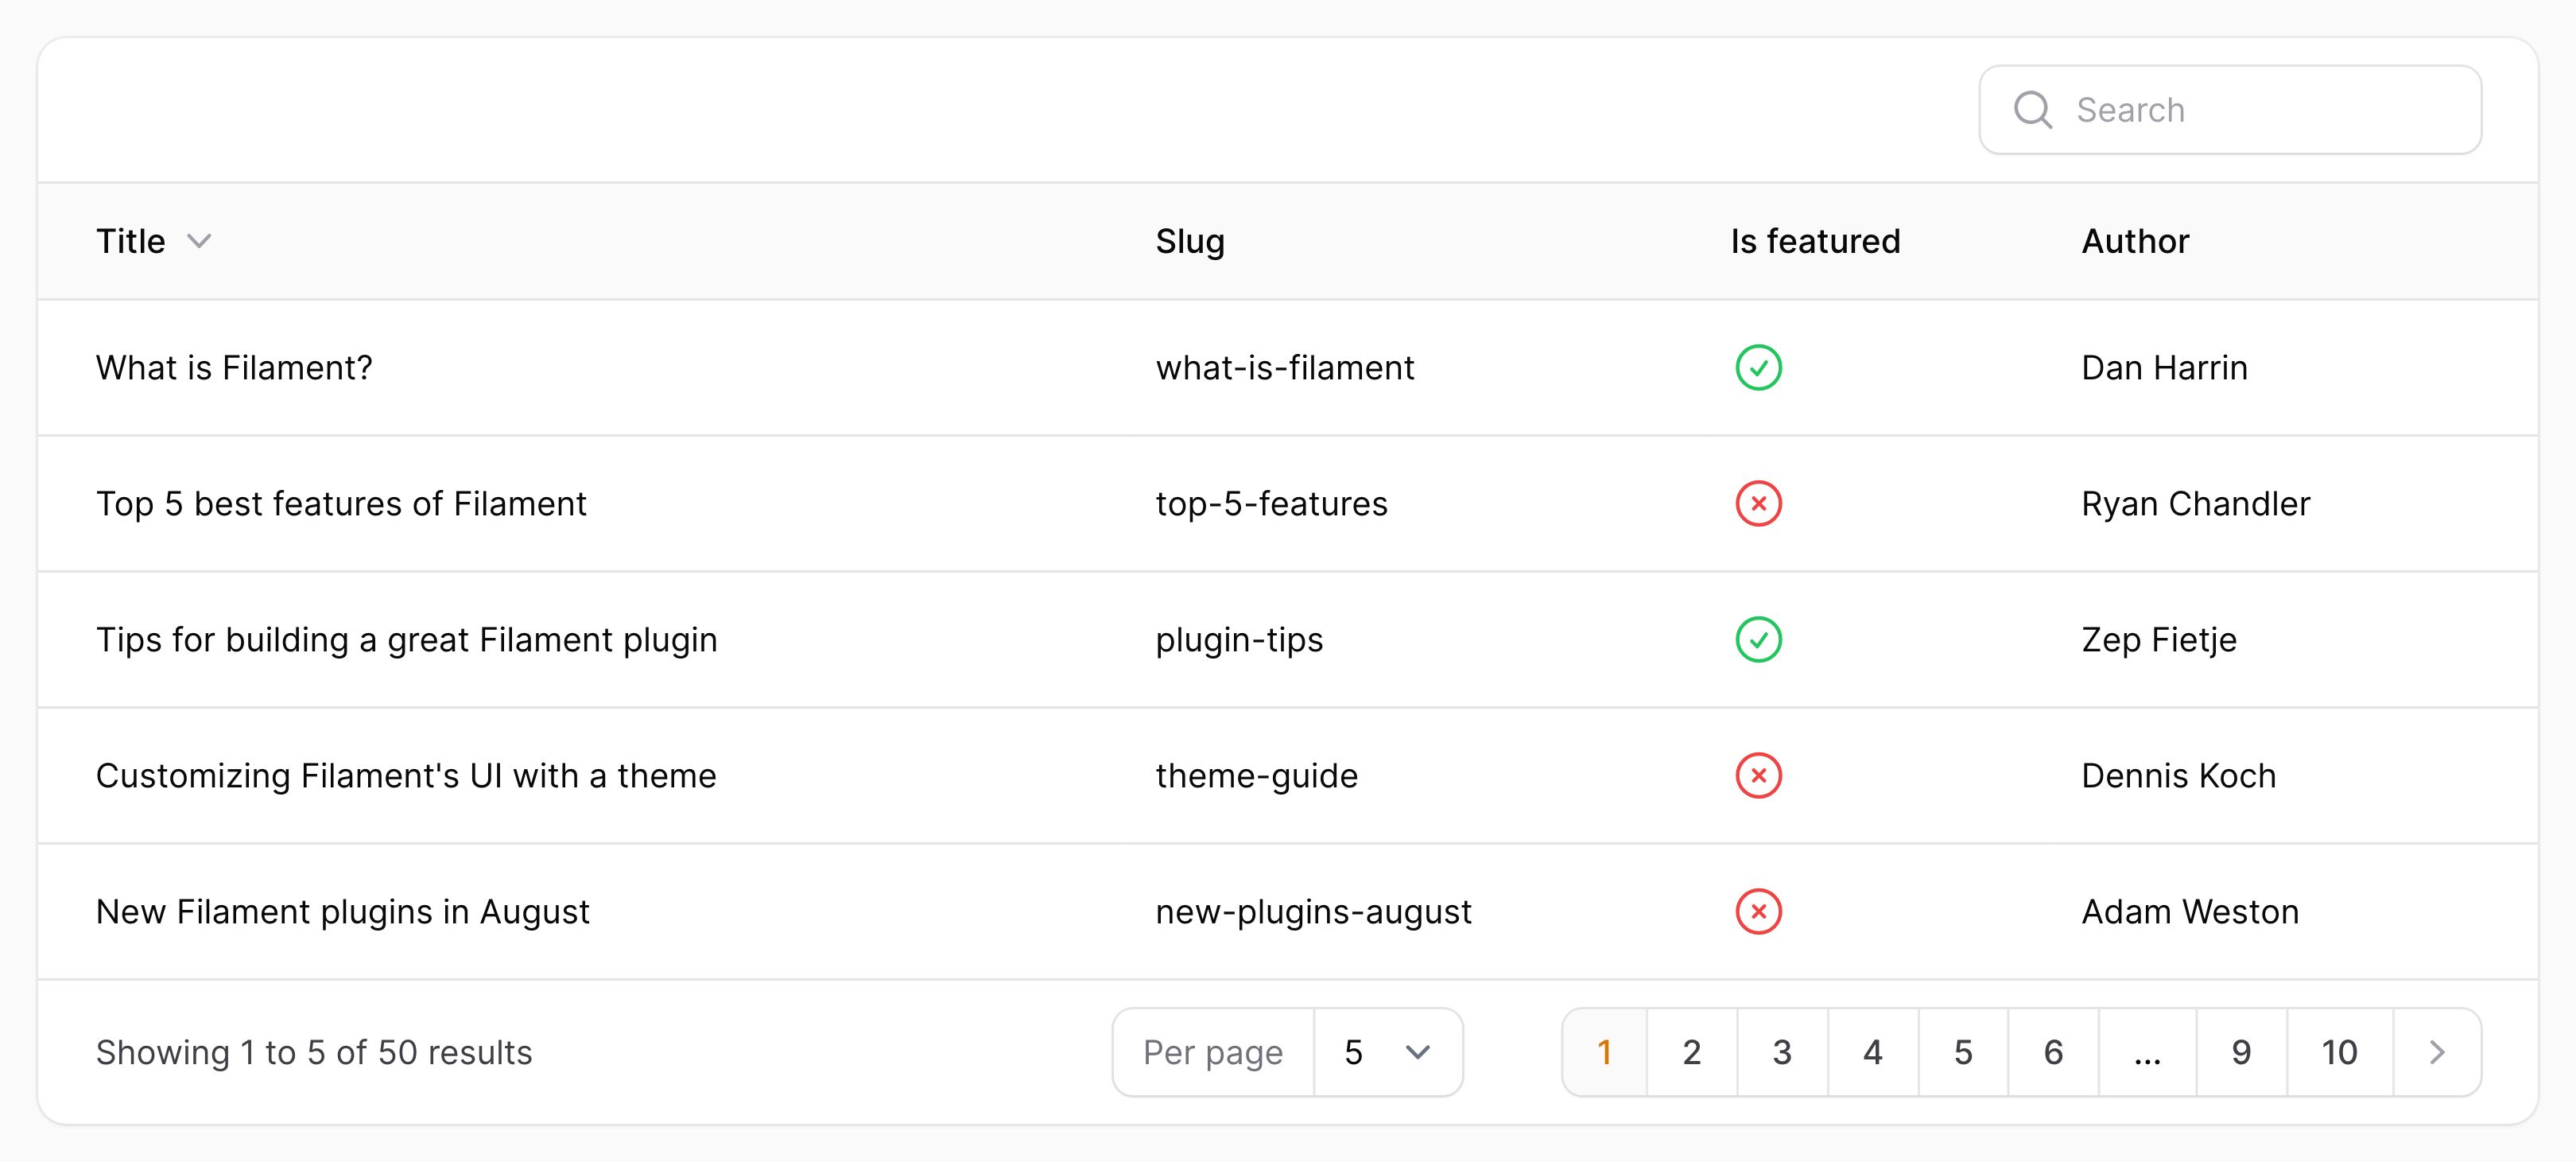 Search
Title Slug Is featured Author
What is Filament? what-is-filament Dan Harrin
Top 5 best features of Filament top-5-features Ryan Chandler
Tips for building a great Filament plugin plugin-tips Zep Fietje
Customizing Filament's UI with a theme theme-guide Dennis Koch
New Filament plugins in August new-plugins-august Adam Weston
Showing 1 to 5 of 50 results Per page 5 1 2 3 4 5 6 ... 9 10